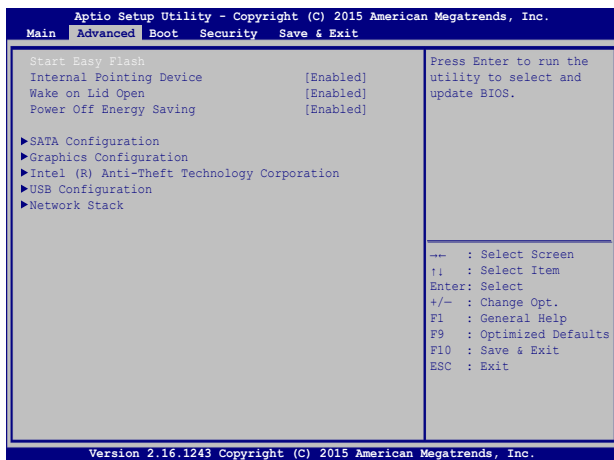 Aptio Setup Utility - Copyright (C) 2015 American Megatrends, Inc.
Main Advanced Boot Security Save & Exit
Start Easy Flash
Internal Pointing Device [Enabled]
Wake on Lid Open [Enabled]
Power Off Energy Saving [Enabled]
▶SATA Configuration
▶Graphics Configuration
▶Intel (R) Anti-Theft Technology Corporation
▶USB Configuration
▶Network Stack
Press Enter to run the
utility to select and
update BIOS.
→← : Select Screen
↑↓ : Select Item
Enter: Select
+/— : Change Opt.
F1 : General Help
F9 : Optimized Defaults
F10 : Save & Exit
ESC : Exit
Version 2.16.1243 Copyright (C) 2015 American Megatrends, Inc.